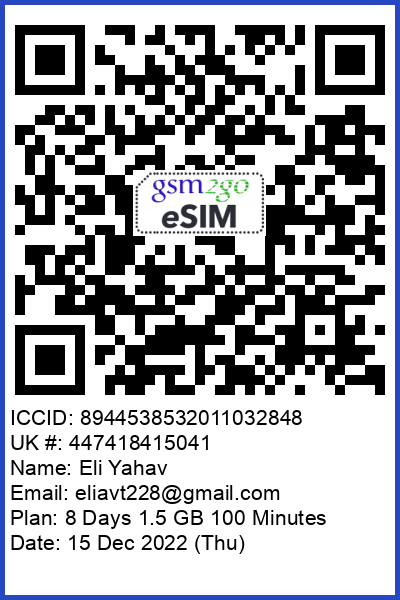 gsm2go
eSIM
ICCID: 8944538532011032848
UK #: 447418415041
Name: Eli Yahav
Email: eliavt228@gmail.com
Plan: 8 Days 1.5 GB 100 Minutes
Date: 15 Dec 2022 (Thu)